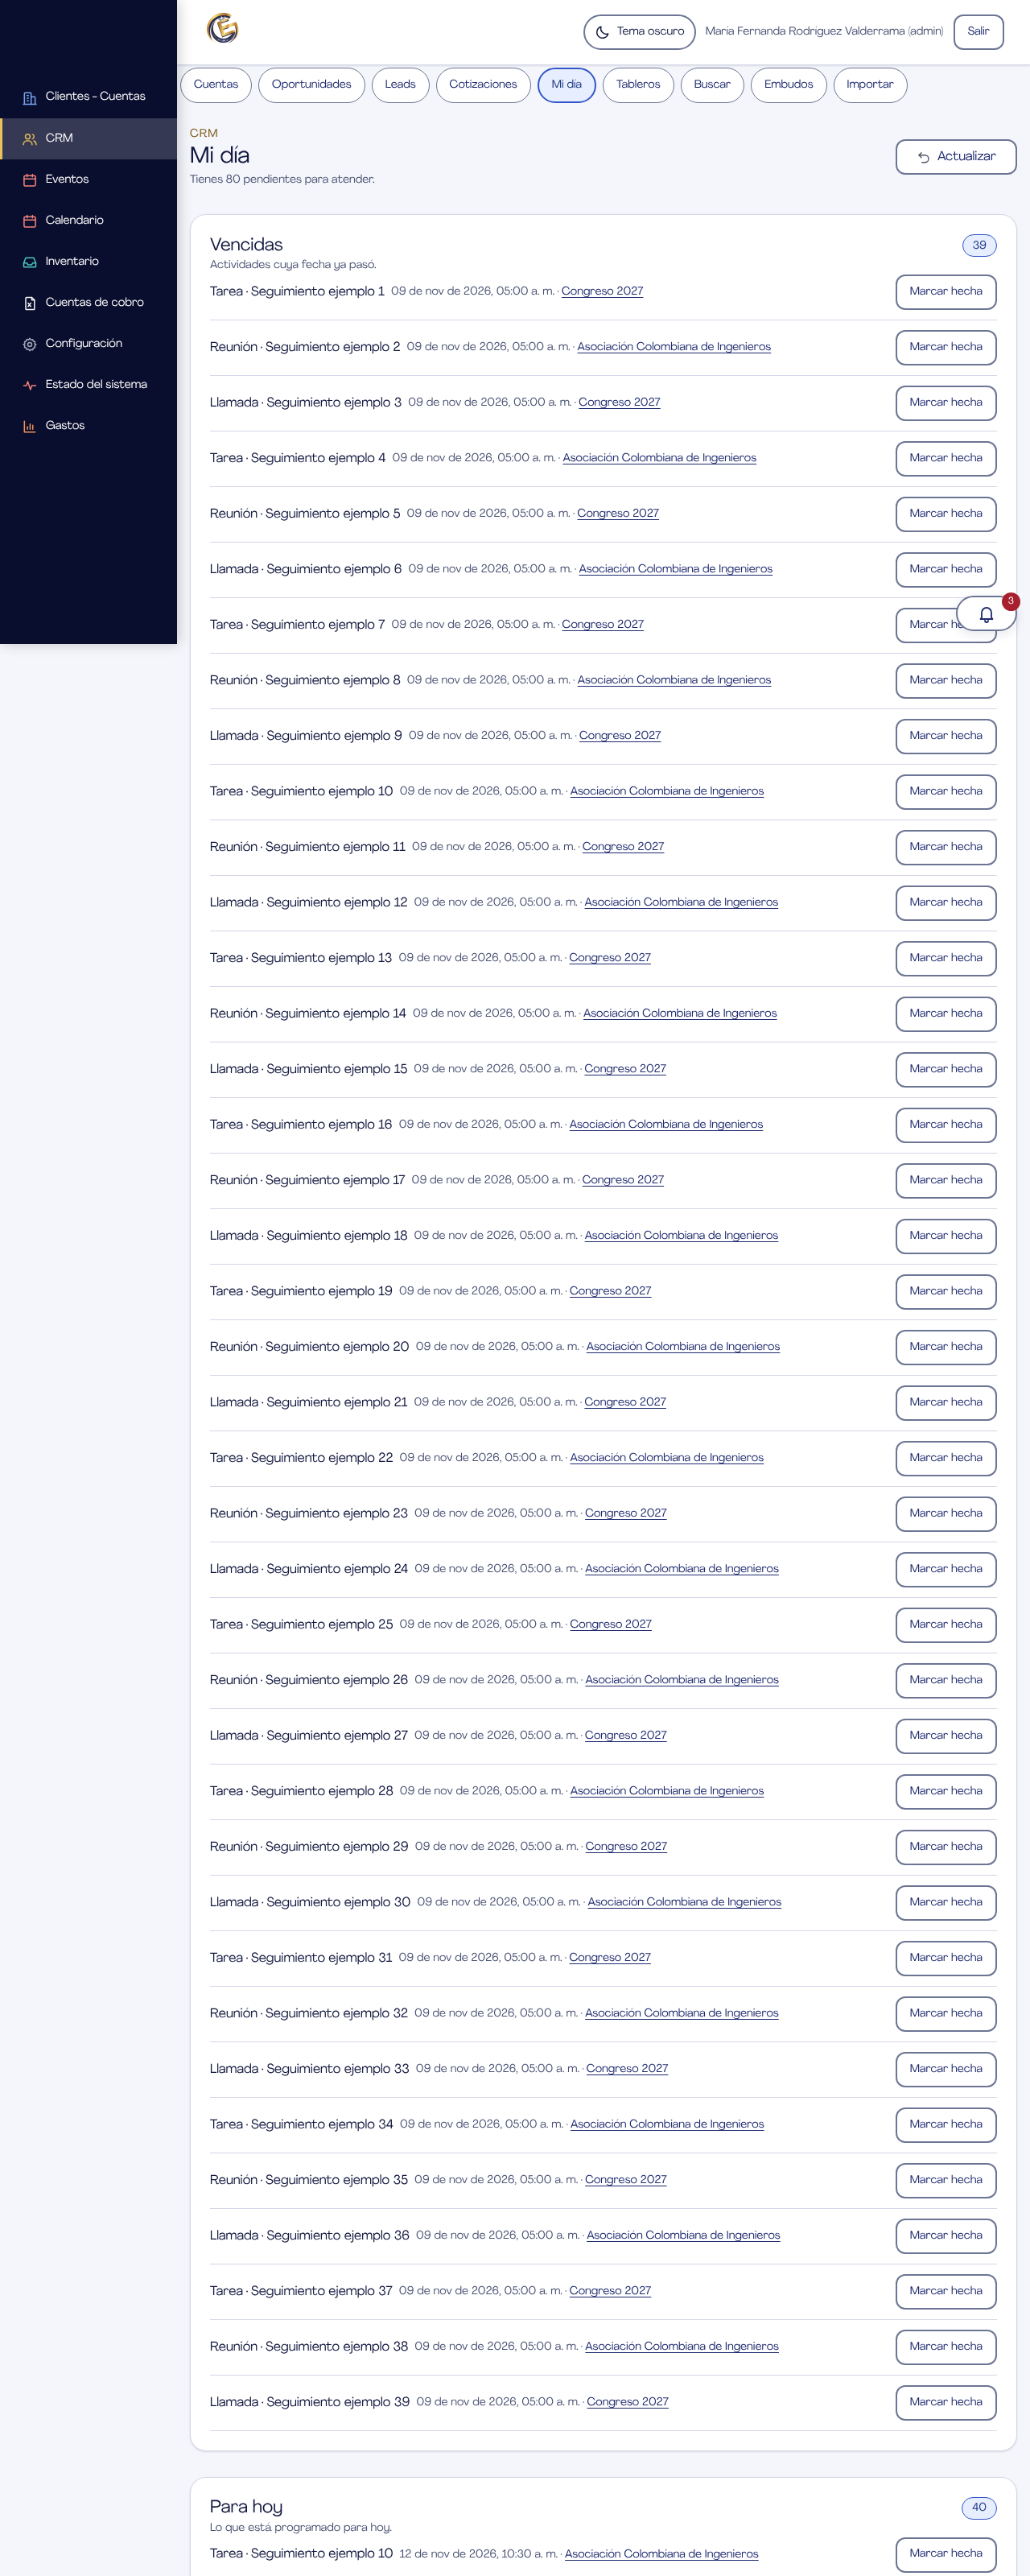 Tema oscuro
María Fernanda Rodríguez Valderrama (admin)
Salir
Clientes - Cuentas
CRM
Eventos
Calendario
Inventario
Cuentas de cobro
Configuración
Estado del sistema
Gastos
Cuentas Oportunidades Leads Cotizaciones Mi día Tableros Buscar Embudos Importar
CRM
Mi día
Tienes 80 pendientes para atender.
Actualizar
Vencidas 39
Actividades cuya fecha ya pasó.
Tarea · Seguimiento ejemplo 1 09 de nov de 2026, 05:00 a. m. · Congreso 2027 Marcar hecha
Reunión · Seguimiento ejemplo 2 09 de nov de 2026, 05:00 a. m. · Asociación Colombiana de Ingenieros Marcar hecha
Llamada · Seguimiento ejemplo 3 09 de nov de 2026, 05:00 a. m. · Congreso 2027 Marcar hecha
Tarea · Seguimiento ejemplo 4 09 de nov de 2026, 05:00 a. m. · Asociación Colombiana de Ingenieros Marcar hecha
Reunión · Seguimiento ejemplo 5 09 de nov de 2026, 05:00 a. m. · Congreso 2027 Marcar hecha
Llamada · Seguimiento ejemplo 6 09 de nov de 2026, 05:00 a. m. · Asociación Colombiana de Ingenieros Marcar hecha
Tarea · Seguimiento ejemplo 7 09 de nov de 2026, 05:00 a. m. · Congreso 2027 Marcar 3
Reunión · Seguimiento ejemplo 8 09 de nov de 2026, 05:00 a. m. · Asociación Colombiana de Ingenieros Marcar hecha
Llamada · Seguimiento ejemplo 9 09 de nov de 2026, 05:00 a. m. · Congreso 2027 Marcar hecha
Tarea · Seguimiento ejemplo 10 09 de nov de 2026, 05:00 a. m. · Asociación Colombiana de Ingenieros Marcar hecha
Reunión · Seguimiento ejemplo 11 09 de nov de 2026, 05:00 a. m. · Congreso 2027 Marcar hecha
Llamada · Seguimiento ejemplo 12 09 de nov de 2026, 05:00 a. m. · Asociación Colombiana de Ingenieros Marcar hecha
Tarea · Seguimiento ejemplo 13 09 de nov de 2026, 05:00 a. m. · Congreso 2027 Marcar hecha
Reunión · Seguimiento ejemplo 14 09 de nov de 2026, 05:00 a. m. · Asociación Colombiana de Ingenieros Marcar hecha
Llamada · Seguimiento ejemplo 15 09 de nov de 2026, 05:00 a. m. · Congreso 2027 Marcar hecha
Tarea · Seguimiento ejemplo 16 09 de nov de 2026, 05:00 a. m. · Asociación Colombiana de Ingenieros Marcar hecha
Reunión · Seguimiento ejemplo 17 09 de nov de 2026, 05:00 a. m. · Congreso 2027 Marcar hecha
Llamada · Seguimiento ejemplo 18 09 de nov de 2026, 05:00 a. m. · Asociación Colombiana de Ingenieros Marcar hecha
Tarea · Seguimiento ejemplo 19 09 de nov de 2026, 05:00 a. m. · Congreso 2027 Marcar hecha
Reunión · Seguimiento ejemplo 20 09 de nov de 2026, 05:00 a. m. · Asociación Colombiana de Ingenieros Marcar hecha
Llamada · Seguimiento ejemplo 21 09 de nov de 2026, 05:00 a. m. · Congreso 2027 Marcar hecha
Tarea · Seguimiento ejemplo 22 09 de nov de 2026, 05:00 a. m. · Asociación Colombiana de Ingenieros Marcar hecha
Reunión · Seguimiento ejemplo 23 09 de nov de 2026, 05:00 a. m. · Congreso 2027 Marcar hecha
Llamada · Seguimiento ejemplo 24 09 de nov de 2026, 05:00 a. m. · Asociación Colombiana de Ingenieros Marcar hecha
Tarea · Seguimiento ejemplo 25 09 de nov de 2026, 05:00 a. m. · Congreso 2027 Marcar hecha
Reunión · Seguimiento ejemplo 26 09 de nov de 2026, 05:00 a. m. · Asociación Colombiana de Ingenieros Marcar hecha
Llamada · Seguimiento ejemplo 27 09 de nov de 2026, 05:00 a. m. · Congreso 2027 Marcar hecha
Tarea · Seguimiento ejemplo 28 09 de nov de 2026, 05:00 a. m. · Asociación Colombiana de Ingenieros Marcar hecha
Reunión · Seguimiento ejemplo 29 09 de nov de 2026, 05:00 a. m. · Congreso 2027 Marcar hecha
Llamada · Seguimiento ejemplo 30 09 de nov de 2026, 05:00 a. m. · Asociación Colombiana de Ingenieros Marcar hecha
Tarea · Seguimiento ejemplo 31 09 de nov de 2026, 05:00 a. m. · Congreso 2027 Marcar hecha
Reunión · Seguimiento ejemplo 32 09 de nov de 2026, 05:00 a. m. · Asociación Colombiana de Ingenieros Marcar hecha
Llamada · Seguimiento ejemplo 33 09 de nov de 2026, 05:00 a. m. · Congreso 2027 Marcar hecha
Tarea · Seguimiento ejemplo 34 09 de nov de 2026, 05:00 a. m. · Asociación Colombiana de Ingenieros Marcar hecha
Reunión · Seguimiento ejemplo 35 09 de nov de 2026, 05:00 a. m. · Congreso 2027 Marcar hecha
Llamada · Seguimiento ejemplo 36 09 de nov de 2026, 05:00 a. m. · Asociación Colombiana de Ingenieros Marcar hecha
Tarea · Seguimiento ejemplo 37 09 de nov de 2026, 05:00 a. m. · Congreso 2027 Marcar hecha
Reunión · Seguimiento ejemplo 38 09 de nov de 2026, 05:00 a. m. · Asociación Colombiana de Ingenieros Marcar hecha
Llamada · Seguimiento ejemplo 39 09 de nov de 2026, 05:00 a. m. · Congreso 2027 Marcar hecha
Para hoy 40
Lo que está programado para hoy.
Tarea · Seguimiento ejemplo 10 12 de nov de 2026, 10:30 a. m. · Asociación Colombiana de Ingenieros Marcar hecha